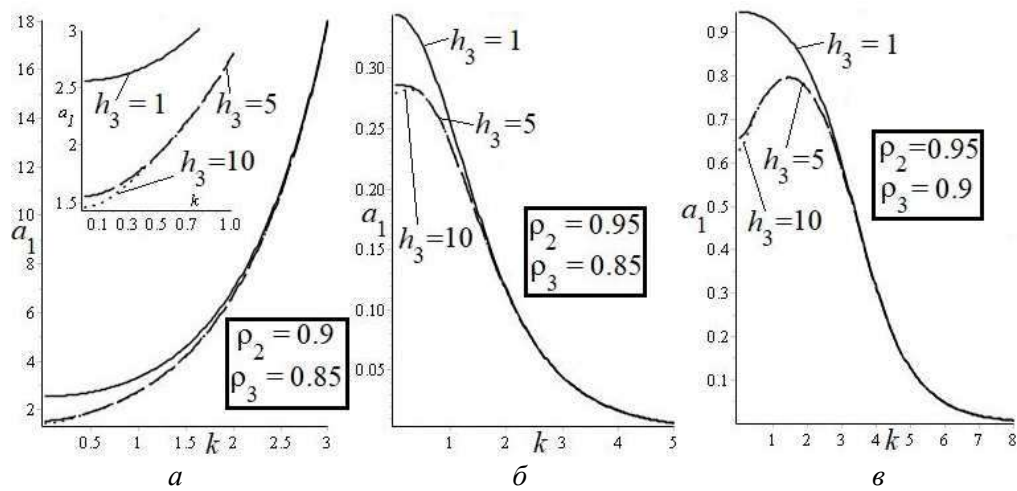 18
16
14
12
10
a₁
8
6
4
2
0.5
1
1.5
k
2
2.5
3
3
2.5
a₁
2
1.5
0.1
0.3
0.5
0.7
1.0
k
h₃ = 1
h₃=5
h₃=10
ρ₂ = 0.9
ρ₃ = 0.85
а
0.30
0.25
0.20
a₁
0.15
0.10
0.05
1
k
2
3
4
5
h₃ = 1
h₃=5
h₃=10
ρ₂ = 0.95
ρ₃ = 0.85
б
0.9
0.8
0.7
0.6
a₁
0.5
0.4
0.3
0.2
0.1
1
2
3
4
k
5
6
7
8
h₃ = 1
h₃=5
h₃=10
ρ₂=0.95
ρ₃=0.9
в